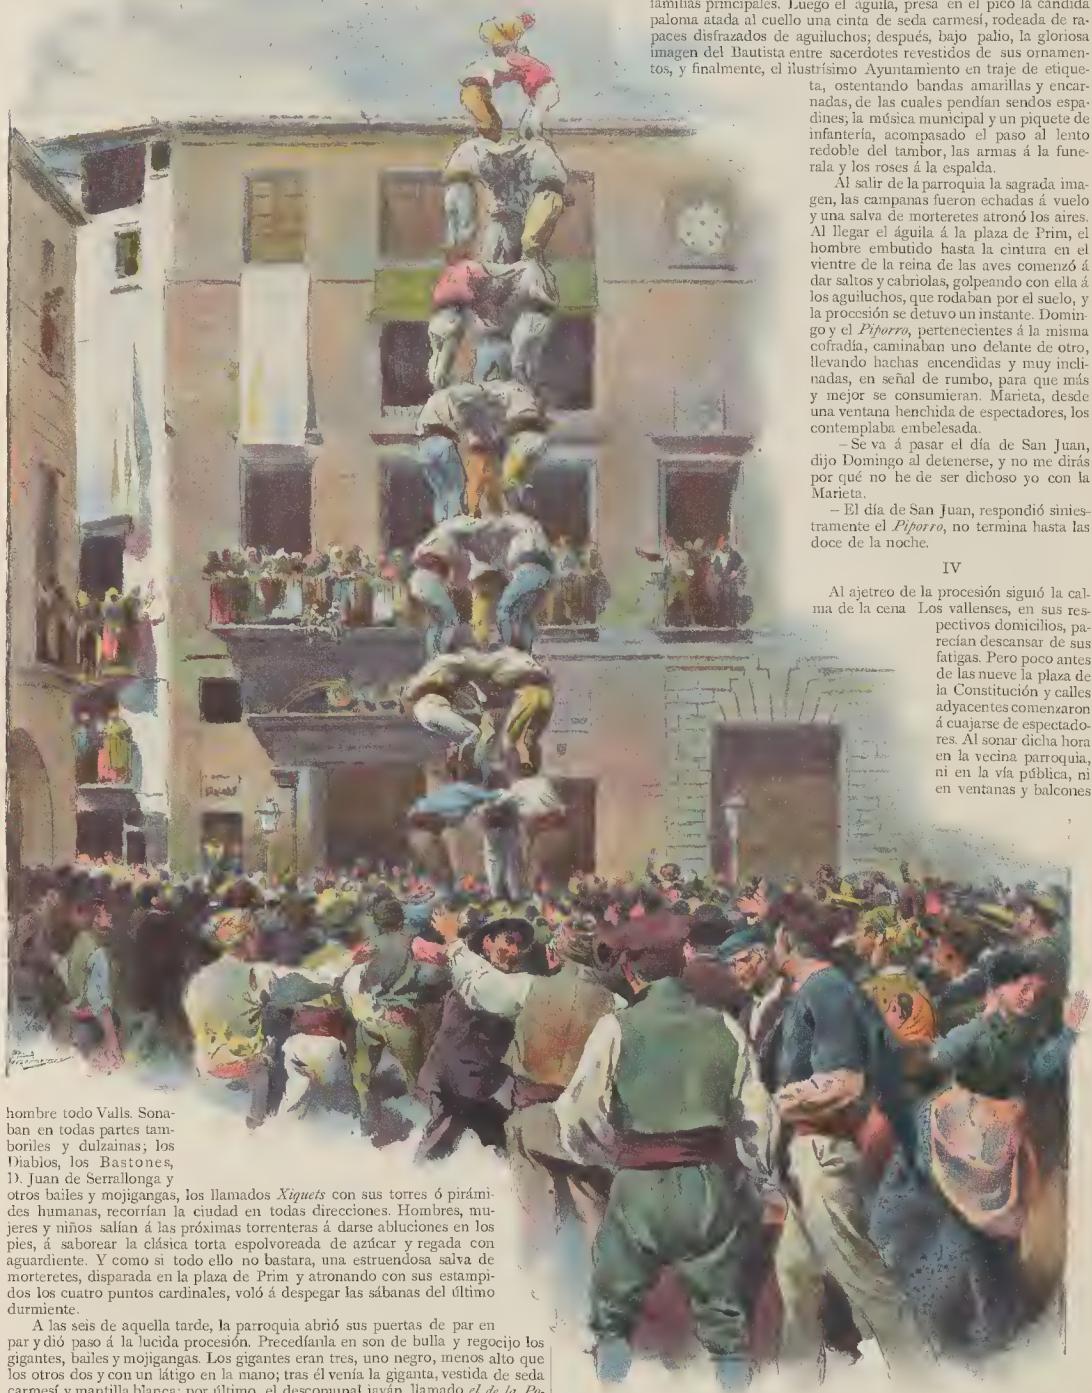 hombre todo Valls. Sona-
ban en todas partes tam-
boriles y dulzainas; los
Diablos, los Bastones,
D. Juan de Serrallonga y
otros bailes y mojigangas, los llamados Xiquets con sus torres ó pirámi-
des humanas, recorrían la ciudad en todas direcciones. Hombres, mu-
jeres y niños salían á las próximas torrenteras á darse abluciones en los
pies, á saborear la clásica torta espolvoreada de azúcar y regada con
aguardiente. Y como si todo ello no bastara, una estruendosa salva de
morteretes, disparada en la plaza de Prim y atronando con sus estampi-
dos los cuatro puntos cardinales, voló á despegar las sábanas del último
durmiente.
A las seis de aquella tarde, la parroquia abrió sus puertas de par en
par y dió paso á la lucida procesión. Precedíanla en son de bulla y regocijo los
gigantes, bailes y mojigangas. Los gigantes eran tres, uno negro, menos alto que
los otros dos y con un látigo en la mano; tras él venía la giganta, vestida de seda
carmesí y mantilla blanca; por último, el descomunal jayán, llamado el de la Po-
familias principales. Luego el águila, presa en el pico la cándida
paloma atada al cuello una cinta de seda carmesí, rodeada de ra-
paces disfrazados de aguiluchos; después, bajo palio, la gloriosa
imagen del Bautista entre sacerdotes revestidos de sus ornamen-
tos, y finalmente, el ilustrísimo Ayuntamiento en traje de etique-
ta, ostentando bandas amarillas y encar-
nadas, de las cuales pendían sendos espa-
dines; la música municipal y un piquete de
infantería, acompasado el paso al lento
redoble del tambor, las armas á la fune-
rala y los roses á la espalda.
Al salir de la parroquia la sagrada ima-
gen, las campanas fueron echadas á vuelo
y una salva de morteretes atronó los aires.
Al llegar el águila á la plaza de Prim, el
hombre embutido hasta la cintura en el
vientre de la reina de las aves comenzó á
dar saltos y cabriolas, golpeando con ella á
los aguiluchos, que rodaban por el suelo, y
la procesión se detuvo un instante. Domin-
go y el Piporro, pertenecientes á la misma
cofradía, caminaban uno delante de otro,
llevando hachas encendidas y muy incli-
nadas, en señal de rumbo, para que más
y mejor se consumieran. Marieta, desde
una ventana henchida de espectadores, los
contemplaba embelesada.
– Se va á pasar el día de San Juan,
dijo Domingo al detenerse, y no me dirás
por qué no he de ser dichoso yo con la
Marieta.
– El día de San Juan, respondió sinies-
tramente el Piporro, no termina hasta las
doce de la noche.
IV
Al ajetreo de la procesión siguió la cal-
ma de la cena Los vallenses, en sus res-
pectivos domicilios, pa-
recían descansar de sus
fatigas. Pero poco antes
de las nueve la plaza de
la Constitución y calles
adyacentes comenzaron
á cuajarse de espectado-
res. Al sonar dicha hora
en la vecina parroquia,
ni en la vía pública, ni
en ventanas y balcones